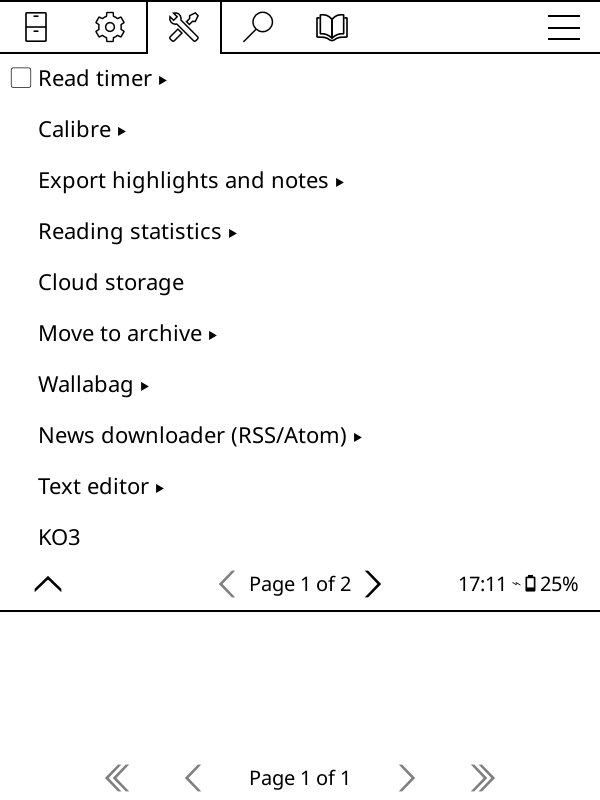 Read timer ▸
Calibre ▸
Export highlights and notes ▸
Reading statistics ▸
Cloud storage
Move to archive ▸
Wallabag ▸
News downloader (RSS/Atom) ▸
Text editor ▸
KO3
Page 1 of 2 17:11 25%
Page 1 of 1